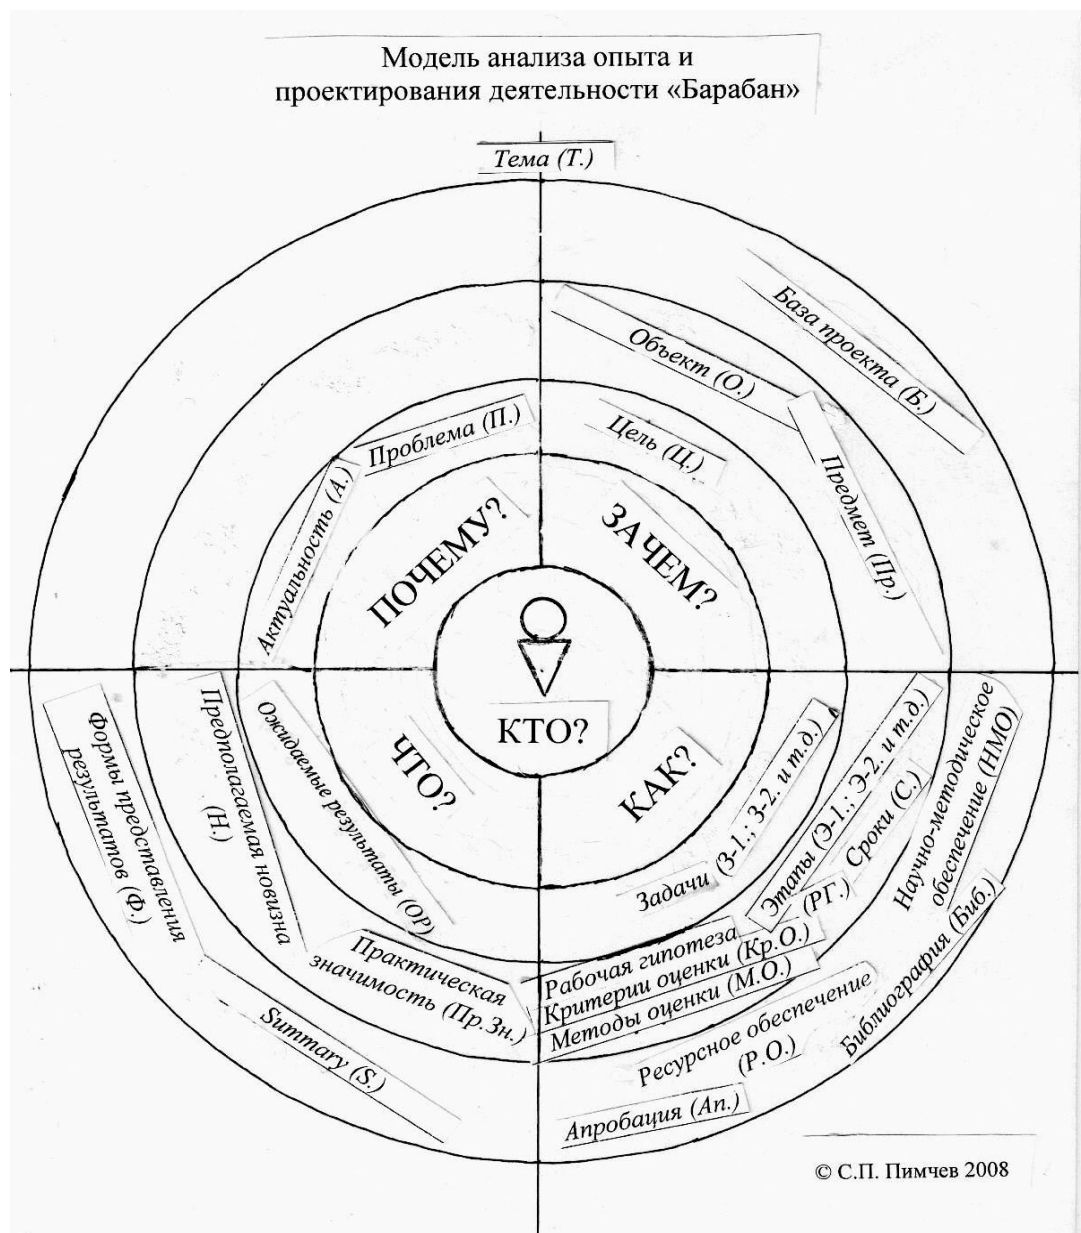 Модель анализа опыта и
проектирования деятельности «Барабан»
Тема (Т.)
База проекта (Б.)
Объект (О.)
Предмет (Пр.)
Цель (Ц.)
Проблема (П.)
Актуальность (А.)
ПОЧЕМУ?
ЗАЧЕМ?
КТО?
ЧТО?
КАК?
Ожидаемые результаты (ОР)
Предполагаемая новизна
(Н.)
Формы представления
результатов (Ф.)
Практическая
значимость (Пр.Зн.)
Summary (S.)
Задачи (З-1.; З-2. и т.д.)
Этапы (Э-1.; Э-2. и т.д.)
Сроки (С.)
Рабочая гипотеза (РГ.)
Критерии оценки (Кр.О.)
Методы оценки (М.О.)
Научно-методическое
обеспечение (НМО)
Библиография (Биб.)
Ресурсное обеспечение
(Р.О.)
Апробация (Ап.)
© С.П. Пимчев 2008